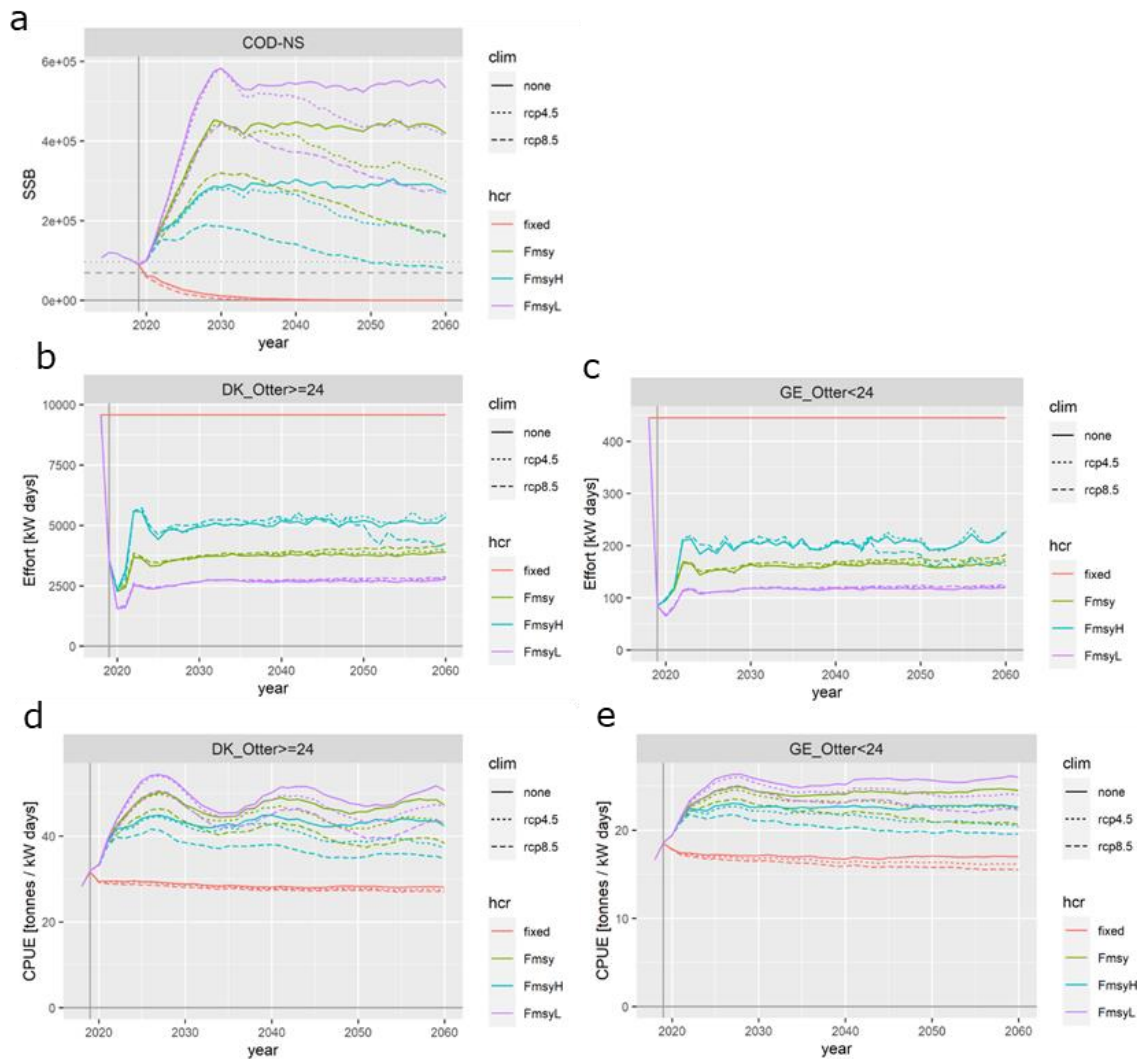 a
COD-NS
6e+05
4e+05
2e+05
0e+00
SSB
2020 2030 2040 2050 2060
year
clim
none
rcp4.5
rcp8.5
hcr
fixed
Fmsy
FmsyH
FmsyL
b
DK_Otter>=24
10000
7500
5000
2500
0
Effort [kW days]
2020 2030 2040 2050 2060
year
clim
none
rcp4.5
rcp8.5
hcr
fixed
Fmsy
FmsyH
FmsyL
c
GE_Otter<24
400
300
200
100
0
Effort [kW days]
2020 2030 2040 2050 2060
year
clim
none
rcp4.5
rcp8.5
hcr
fixed
Fmsy
FmsyH
FmsyL
d
DK_Otter>=24
40
20
0
CPUE [tonnes / kW days]
2020 2030 2040 2050 2060
year
clim
none
rcp4.5
rcp8.5
hcr
fixed
Fmsy
FmsyH
FmsyL
e
GE_Otter<24
20
10
0
CPUE [tonnes / kW days]
2020 2030 2040 2050 2060
year
clim
none
rcp4.5
rcp8.5
hcr
fixed
Fmsy
FmsyH
FmsyL